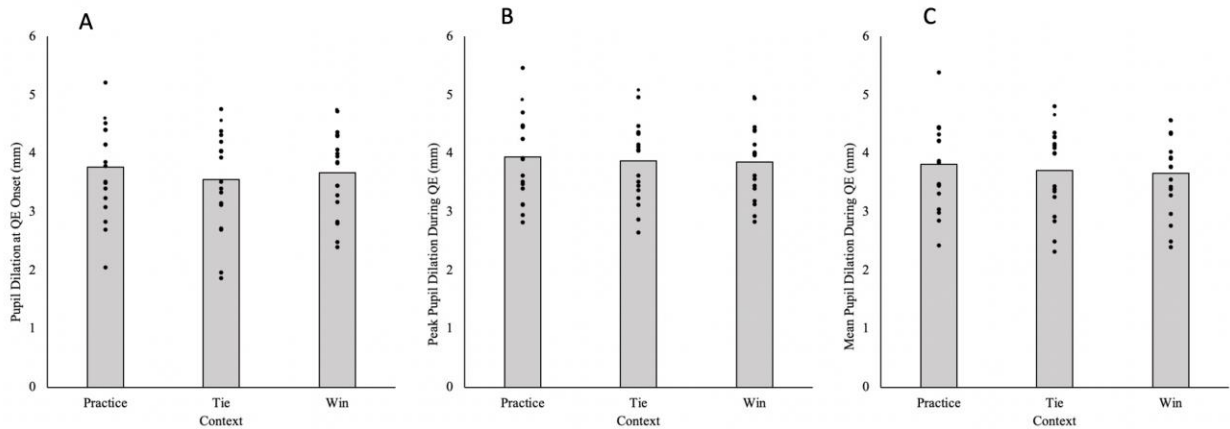 A
Pupil Dilation at QE Onset (mm)
6
5
4
3
2
1
0
Practice Tie Win
Context
B
Peak Pupil Dilation During QE (mm)
6
5
4
3
2
1
0
Practice Tie Win
Context
C
Mean Pupil Dilation During QE (mm)
6
5
4
3
2
1
0
Practice Tie Win
Context